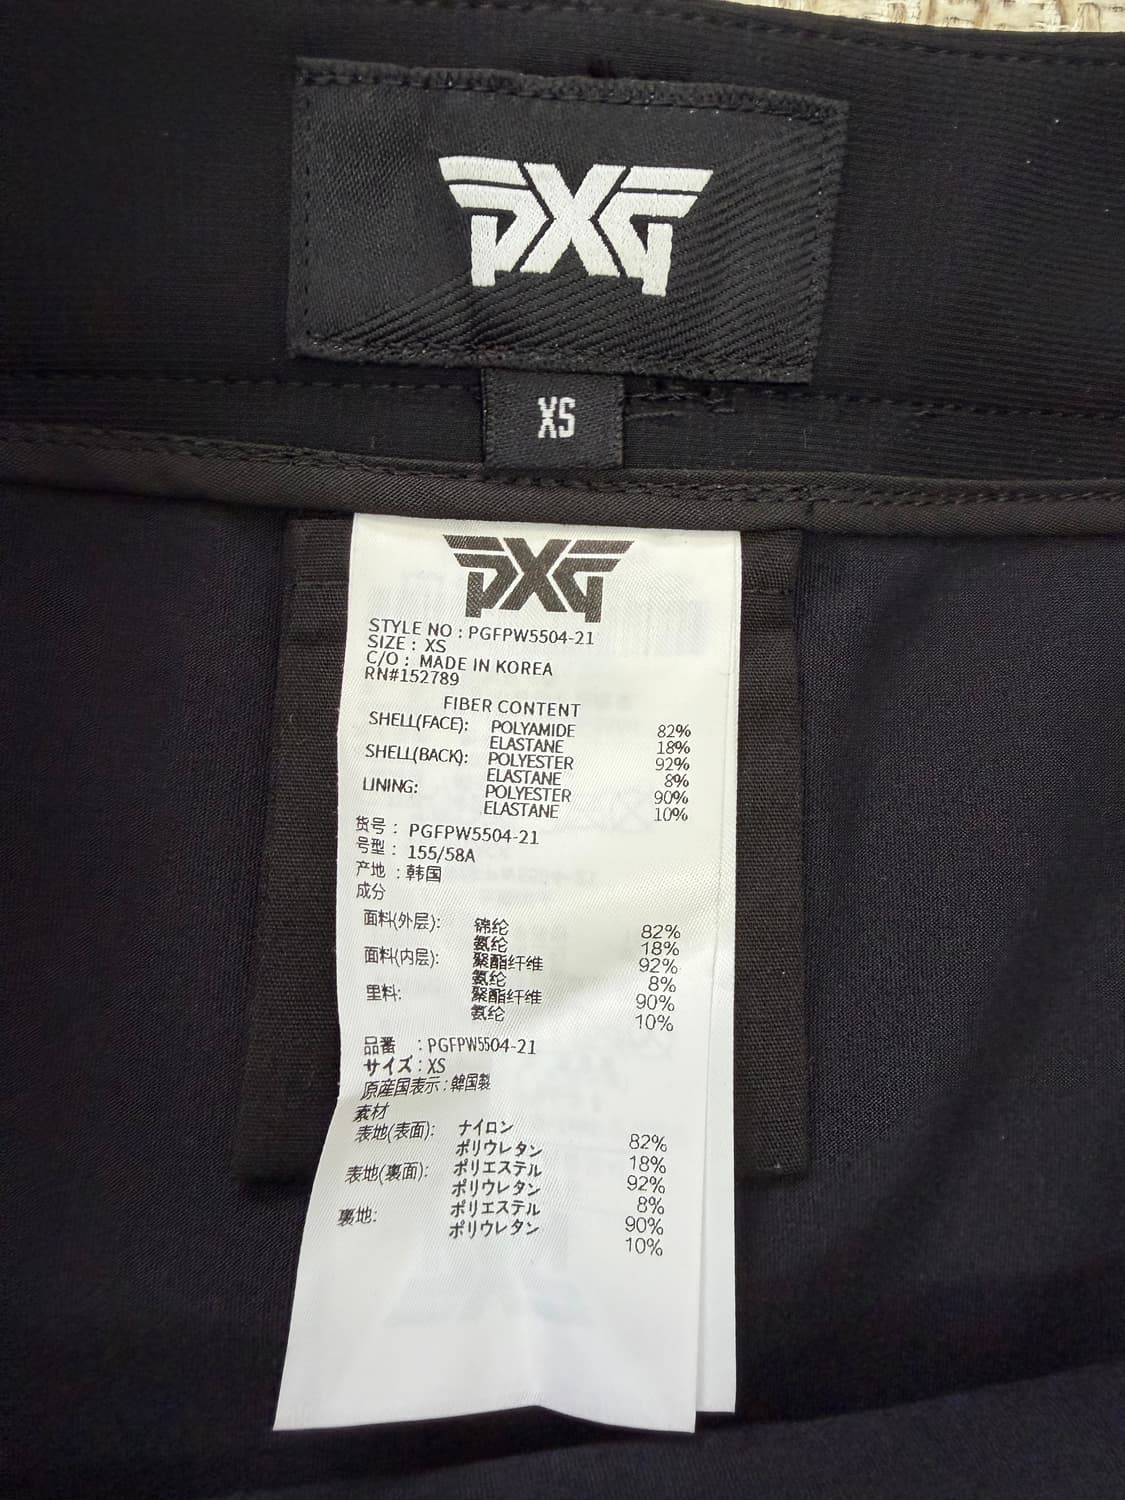 PXG
XS
PXG
STYLE NO : PGFPW5504-21
SIZE : XS
C/O : MADE IN KOREA
RN#152789
FIBER CONTENT
SHELL(FACE): POLYAMIDE 82%
ELASTANE 18%
SHELL(BACK): POLYESTER 92%
ELASTANE 8%
LINING: POLYESTER 90%
ELASTANE 10%
货号 : PGFPW5504-21
号型 : 155/58A
产地 : 韩国
成分
面料(外层): 锦纶 82%
氨纶 18%
面料(内层): 聚酯纤维 92%
氨纶 8%
里料: 聚酯纤维 90%
氨纶 10%
品番 : PGFPW5504-21
サイズ : XS
原産国表示 : 韓国製
素材
表地(表面): ナイロン 82%
ポリウレタン 18%
表地(裏面): ポリエステル 92%
ポリウレタン 8%
裏地: ポリエステル 90%
ポリウレタン 10%